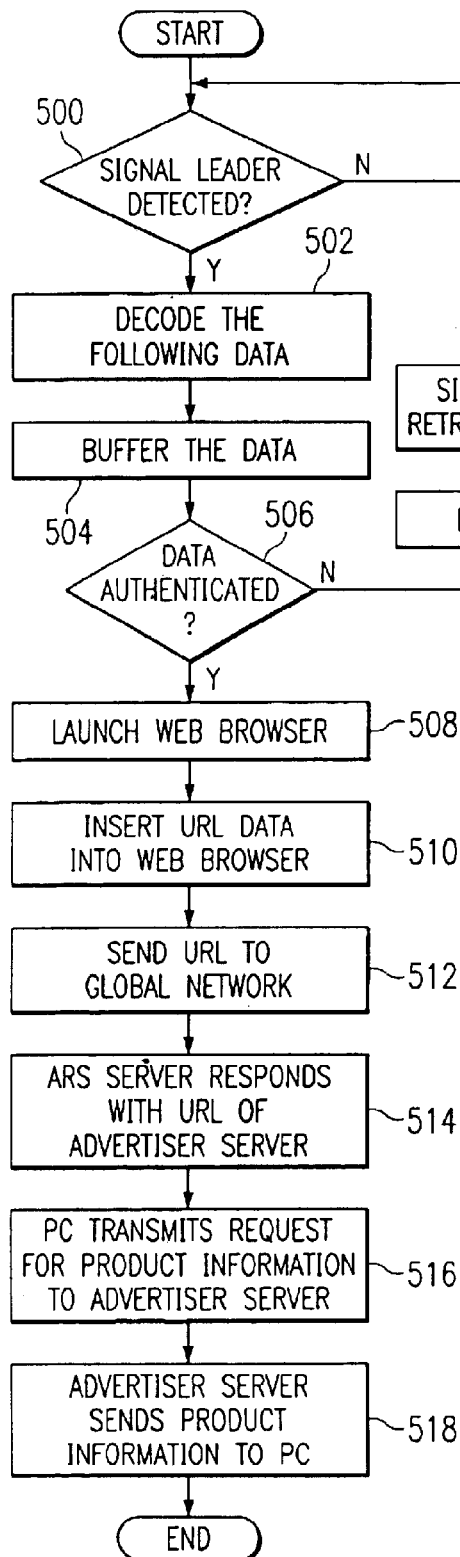 START
500
SIGNAL LEADER
DETECTED?
N
Y
502
DECODE THE
FOLLOWING DATA
BUFFER THE DATA
504
506
DATA
AUTHENTICATED
?
N
Y
LAUNCH WEB BROWSER
508
INSERT URL DATA
INTO WEB BROWSER
510
SEND URL TO
GLOBAL NETWORK
512
ARS SERVER RESPONDS
WITH URL OF
ADVERTISER SERVER
514
PC TRANSMITS REQUEST
FOR PRODUCT INFORMATION
TO ADVERTISER SERVER
516
ADVERTISER SERVER
SENDS PRODUCT
INFORMATION TO PC
518
END
SI
RETR